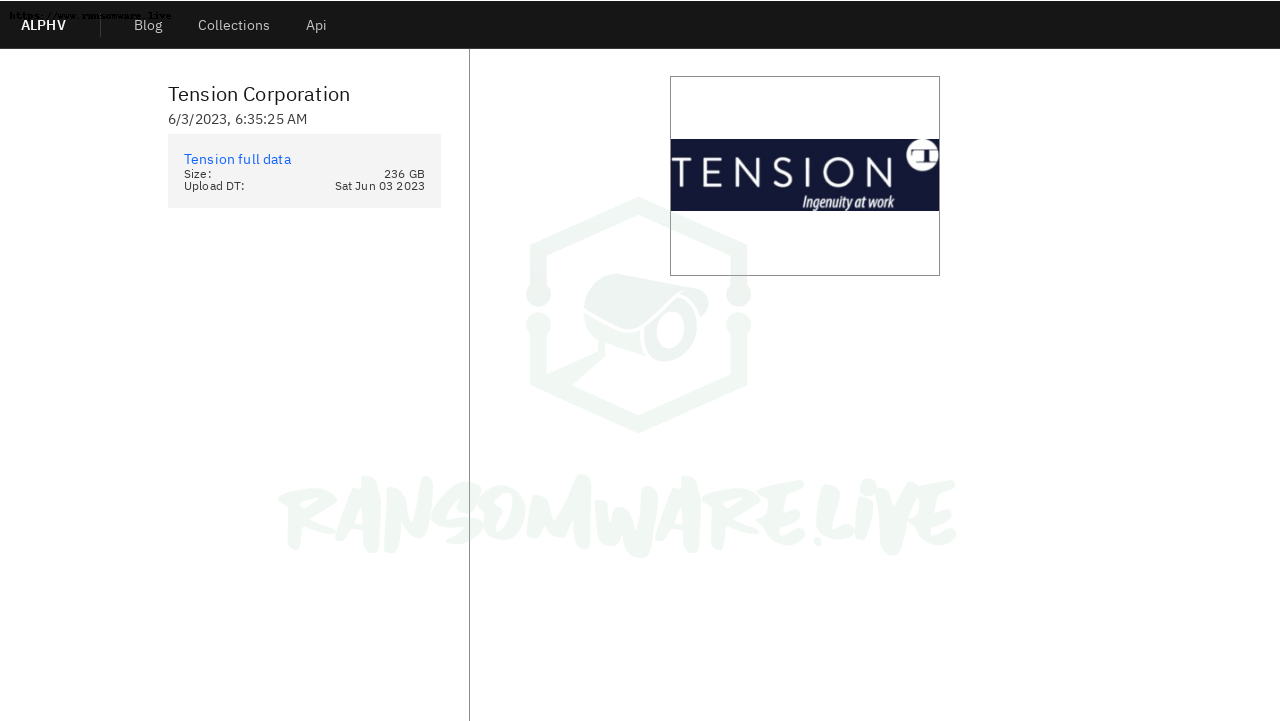 https://www.ransomware.live
ALPHV
Blog
Collections
Api
Tension Corporation
6/3/2023, 6:35:25 AM
Tension full data
Size: 236 GB
Upload DT: Sat Jun 03 2023
TENSION
T
Ingenuity at work
RANSOMWARE.LIVE